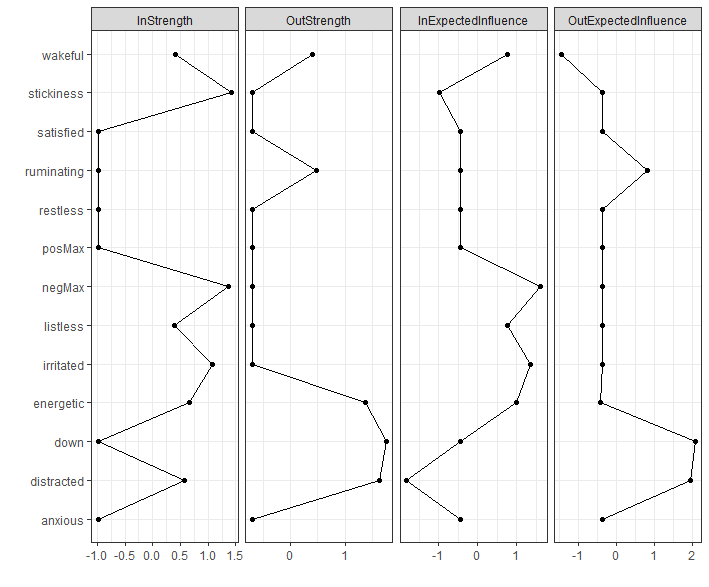 InStrength OutStrength InExpectedInfluence OutExpectedInfluence
wakeful
stickiness
satisfied
ruminating
restless
posMax
negMax
listless
irritated
energetic
down
distracted
anxious
-1.0 -0.5 0.0 0.5 1.0 1.5 0 1 -1 0 1 -1 0 1 2